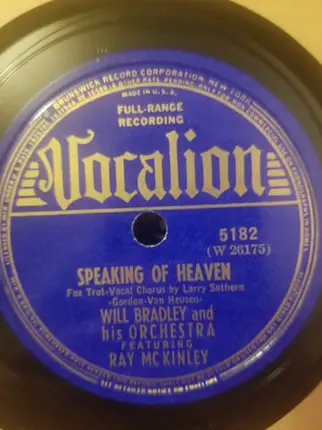 BRUNSWICK RECORD CORPORATION, NEW YORK
MADE IN U.S.A.
FULL-RANGE
RECORDING
Vocalion
5182
(W 26175)
SPEAKING OF HEAVEN
Fox Trot-Vocal Chorus by Larry Sothern
-Gordon-Van Heusen-
WILL BRADLEY and
his ORCHESTRA
FEATURING
RAY MCKINLEY
SEE DETAILED NOTICE ON ENVELOPE